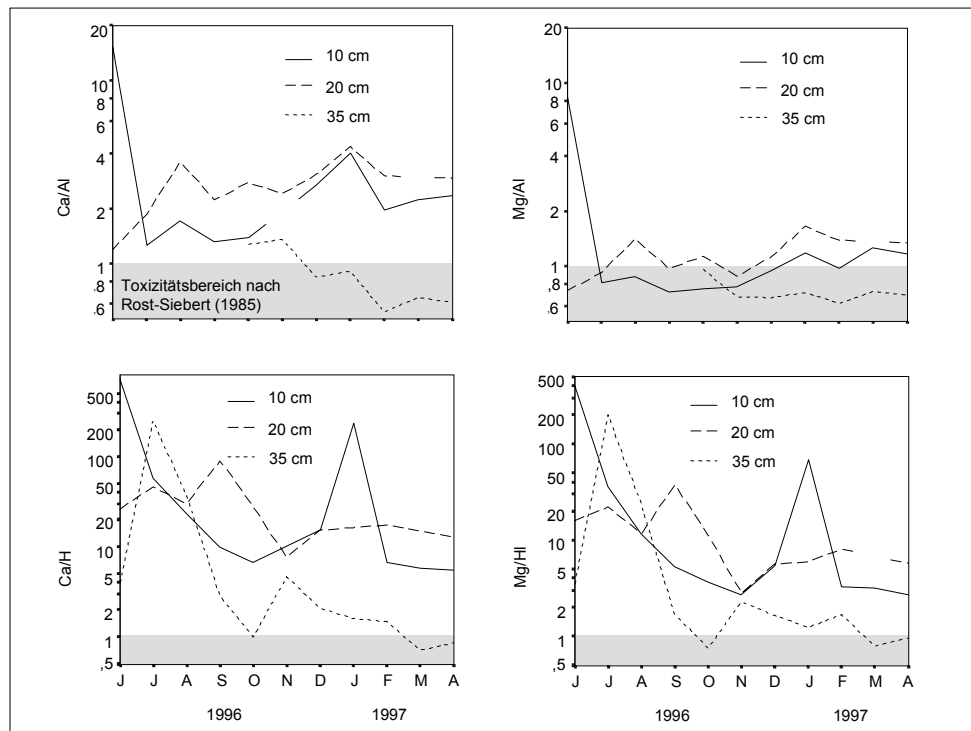 20
10
8
6
4
2
1
,8
,6
Ca/Al
10 cm
20 cm
35 cm
Toxizitätsbereich nach
Rost-Siebert (1985)
20
10
8
6
4
2
1
,8
,6
Mg/Al
10 cm
20 cm
35 cm
500
200
100
50
20
10
5
2
1
,5
Ca/H
10 cm
20 cm
35 cm
J J A S O N D J F M A
1996 1997
500
200
100
50
20
10
5
2
1
,5
Mg/Hl
10 cm
20 cm
35 cm
J J A S O N D J F M A
1996 1997